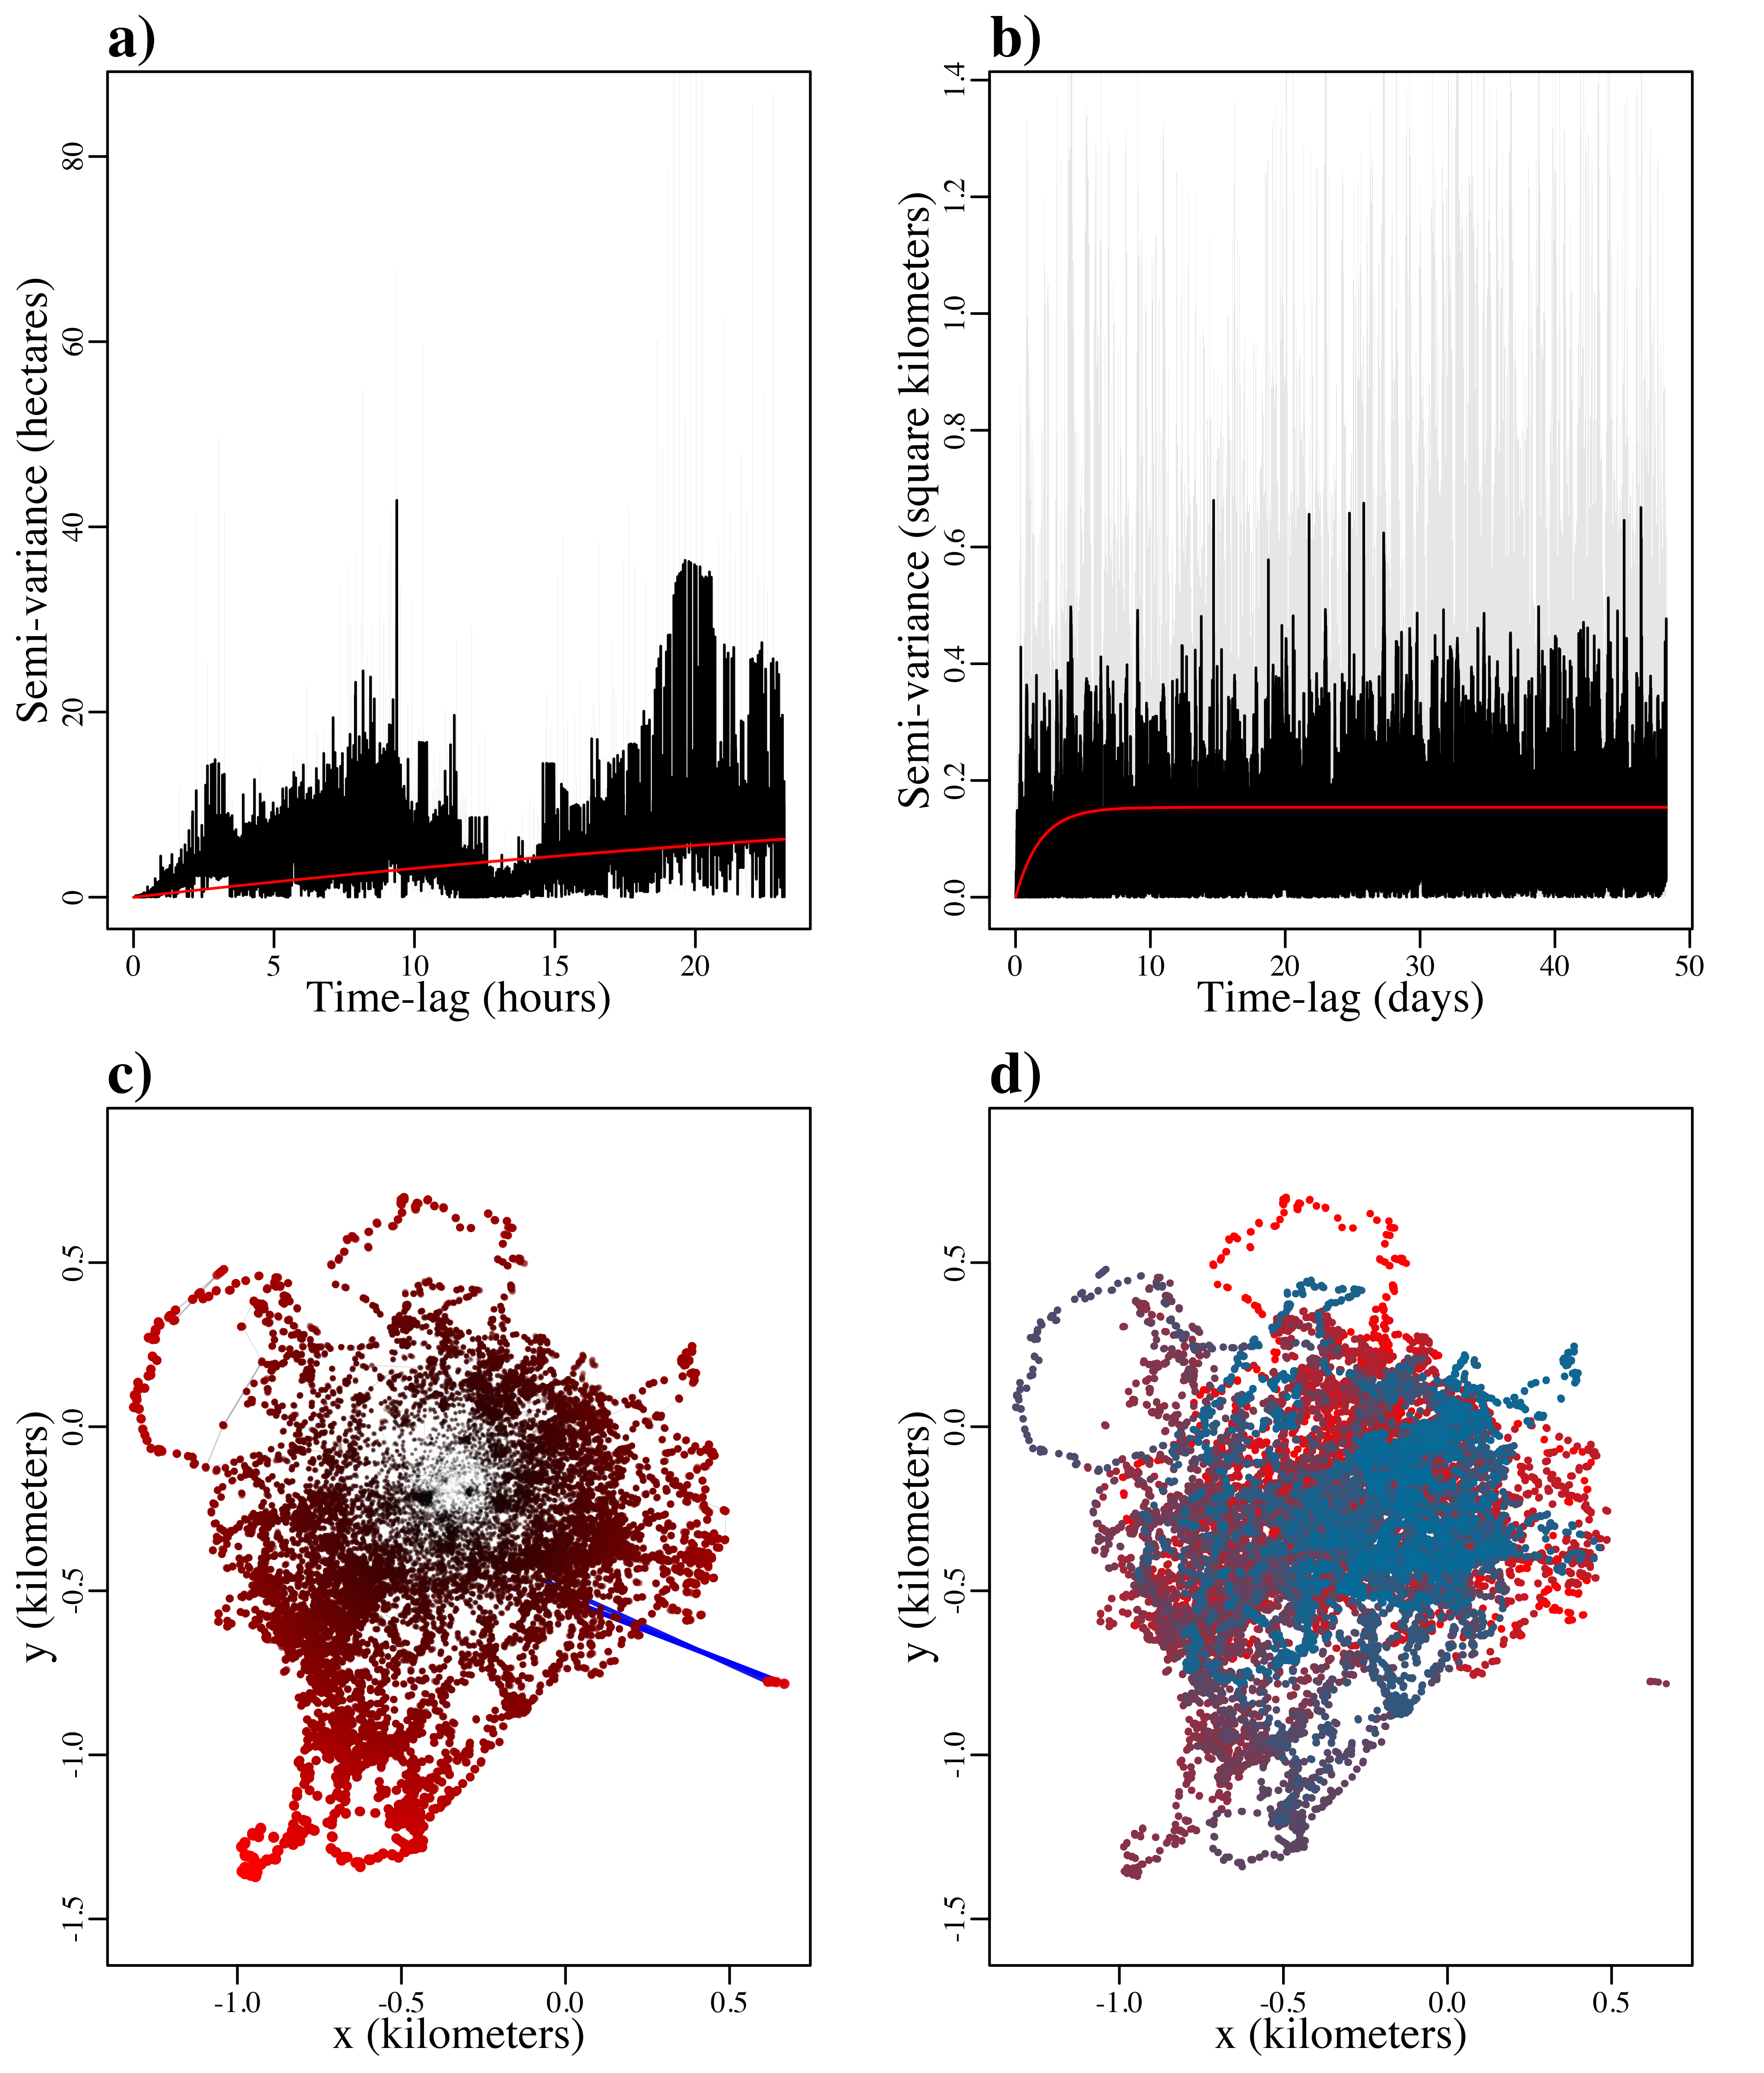 a)
Semi-variance (hectares)
80
60
40
20
0
0 5 10 15 20
Time-lag (hours)
b)
Semi-variance (square kilometers)
1.4
1.2
1.0
0.8
0.6
0.4
0.2
0.0
0 10 20 30 40 50
Time-lag (days)
c)
y (kilometers)
0.5
0.0
-0.5
-1.0
-1.5
-1.0 -0.5 0.0 0.5
x (kilometers)
d)
y (kilometers)
0.5
0.0
-0.5
-1.0
-1.5
-1.0 -0.5 0.0 0.5
x (kilometers)